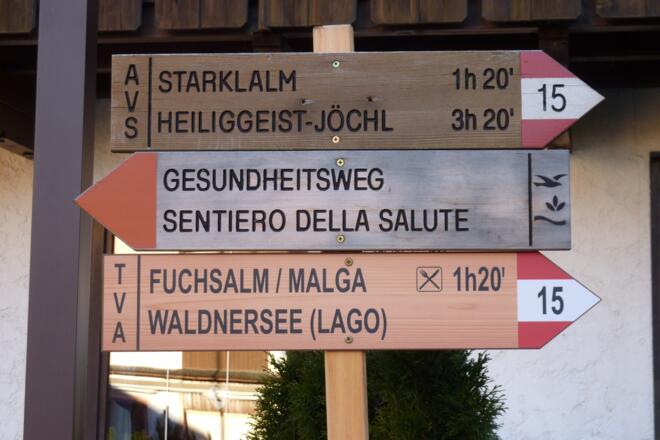 AVS
STARKLALM 1h 20'
HEILIGGEIST-JÖCHL 3h 20'
15
GESUNDHEITSWEG
SENTIERO DELLA SALUTE
TVA
FUCHSALM / MALGA 1h20'
WALDNERSEE (LAGO)
15